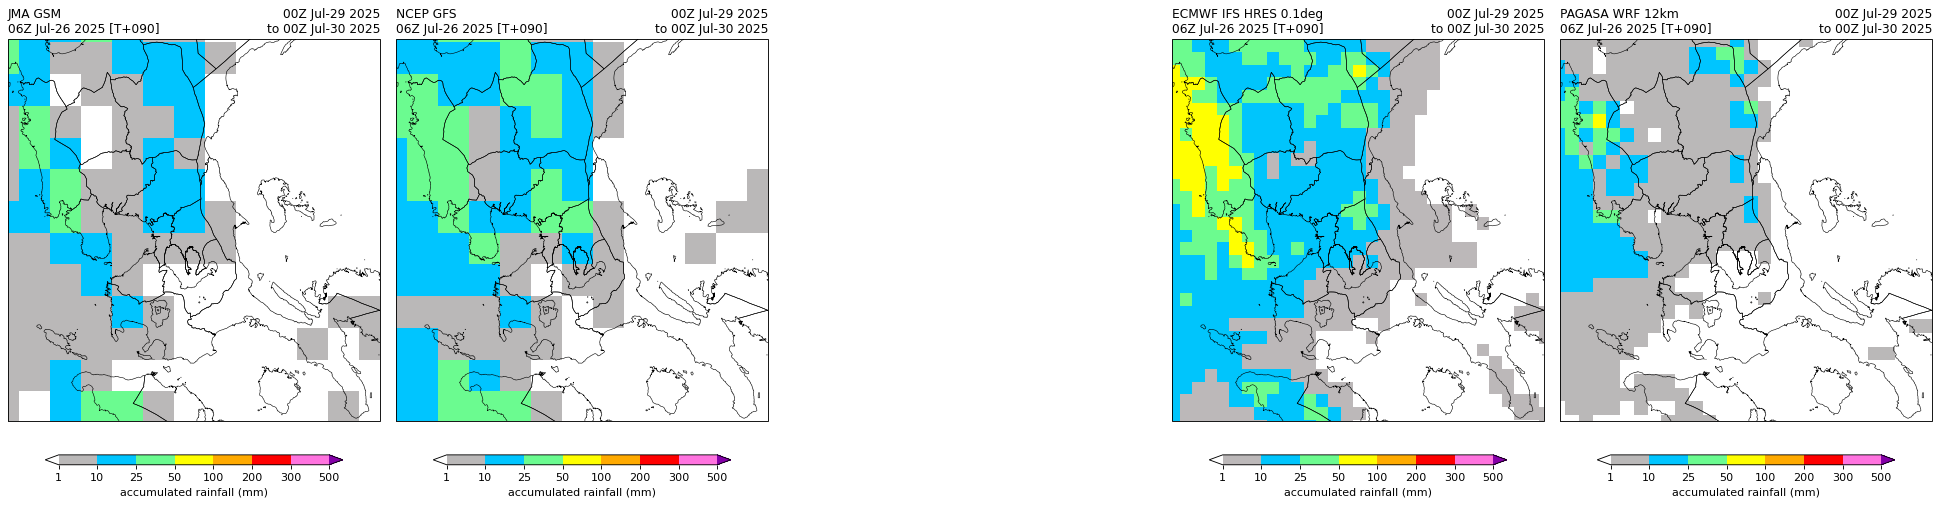 JMA GSM 00Z Jul-29 2025
06Z Jul-26 2025 [T+090] to 00Z Jul-30 2025
1 10 25 50 100 200 300 500
accumulated rainfall (mm)
NCEP GFS 00Z Jul-29 2025
06Z Jul-26 2025 [T+090] to 00Z Jul-30 2025
1 10 25 50 100 200 300 500
accumulated rainfall (mm)
ECMWF IFS HRES 0.1deg 00Z Jul-29 2025
06Z Jul-26 2025 [T+090] to 00Z Jul-30 2025
1 10 25 50 100 200 300 500
accumulated rainfall (mm)
PAGASA WRF 12km 00Z Jul-29 2025
06Z Jul-26 2025 [T+090] to 00Z Jul-30 2025
1 10 25 50 100 200 300 500
accumulated rainfall (mm)